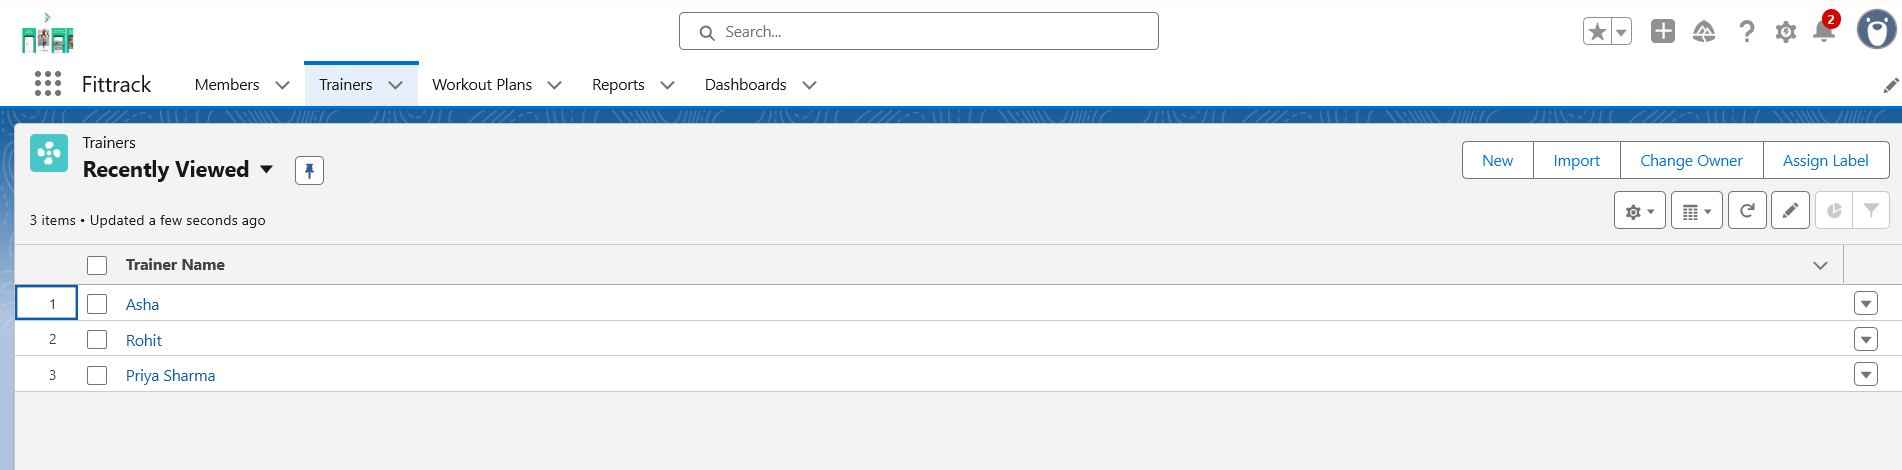 Search...
2
Fittrack Members Trainers Workout Plans Reports Dashboards
Trainers
Recently Viewed
New Import Change Owner Assign Label
3 items • Updated a few seconds ago
Trainer Name
1 Asha
2 Rohit
3 Priya Sharma